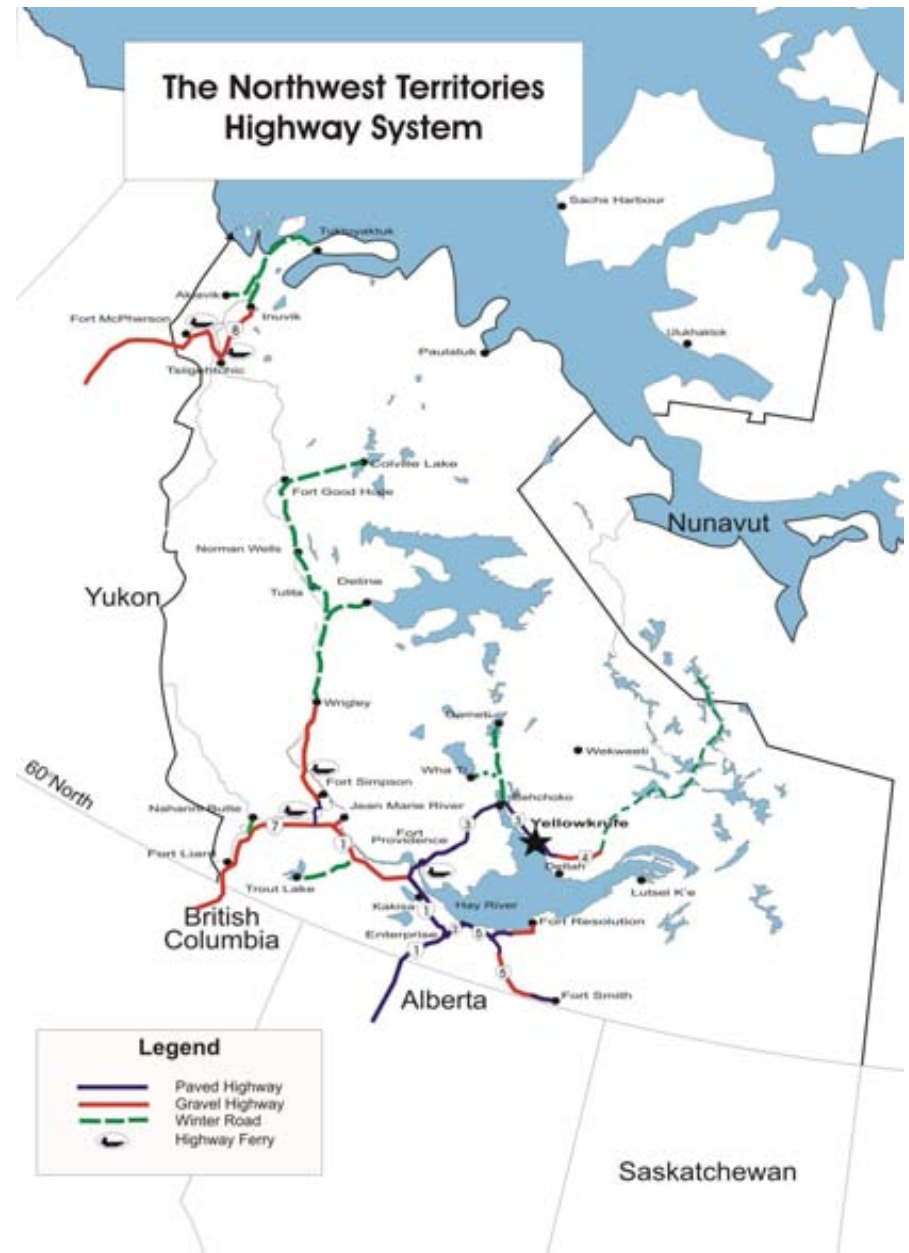 The Northwest Territories
Highway System
Sachs Harbour
Tuktoyaktuk
Aklavik
Inuvik
Fort McPherson
8
Tsiigehtchic
Paulatuk
Ulukhaktok
Colville Lake
Fort Good Hope
Nunavut
Norman Wells
Yukon
Tulita
Deline
Wrigley
Gameti
Wekweeti
Wha Ti
60°North
Fort Simpson
Nahanni Butte
Jean Marie River
Behchoko
Yellowknife
7
1
Fort
Providence
3
3
4
Dettah
Fort Liard
Trout Lake
Lutsel K'e
Kakisa
1
Hay River
Fort Resolution
British
Columbia
Enterprise
2
5
1
5
Alberta
Fort Smith
Legend
Paved Highway
Gravel Highway
Winter Road
Highway Ferry
Saskatchewan